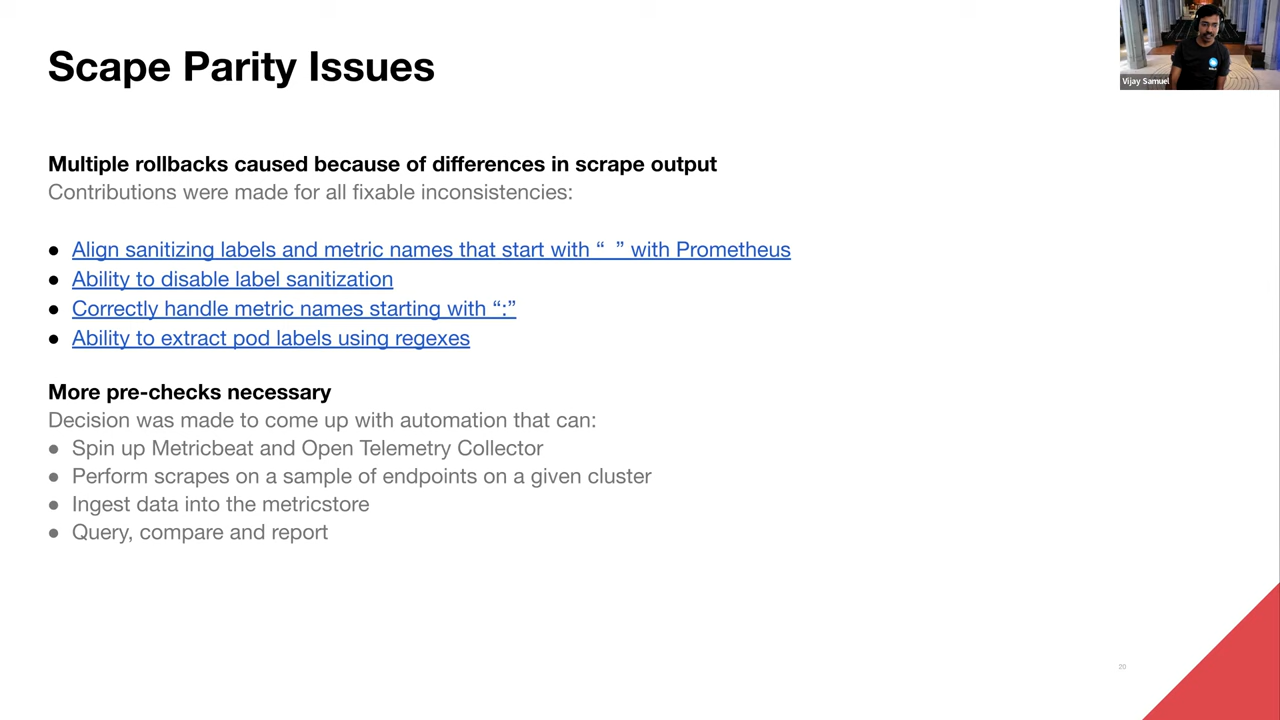 Scape Parity Issues
Vijay Samuel
Multiple rollbacks caused because of differences in scrape output
Contributions were made for all fixable inconsistencies:
● Align sanitizing labels and metric names that start with “_” with Prometheus
● Ability to disable label sanitization
● Correctly handle metric names starting with “:”
● Ability to extract pod labels using regexes
More pre-checks necessary
Decision was made to come up with automation that can:
● Spin up Metricbeat and Open Telemetry Collector
● Perform scrapes on a sample of endpoints on a given cluster
● Ingest data into the metricstore
● Query, compare and report
20